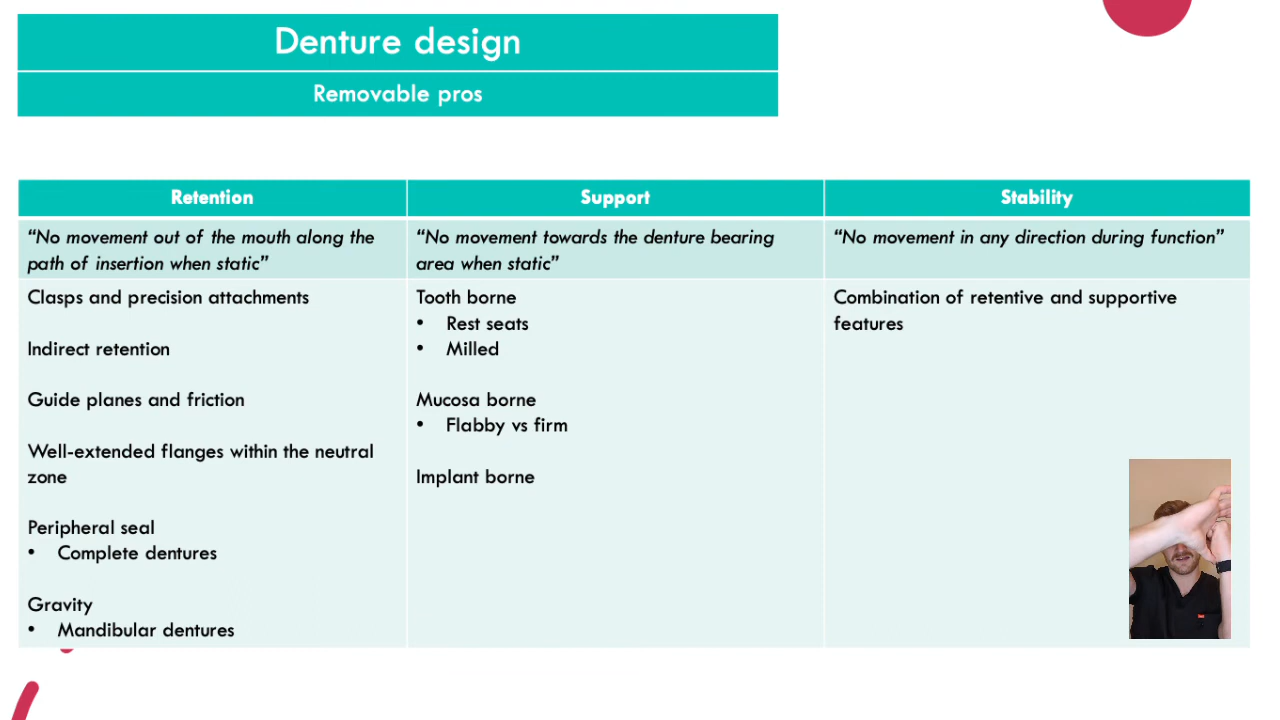 Denture design
Removable pros
Retention
Support
Stability
“No movement out of the mouth along the
path of insertion when static”
“No movement towards the denture bearing
area when static”
“No movement in any direction during function”
Clasps and precision attachments
Indirect retention
Guide planes and friction
Well-extended flanges within the neutral
zone
Peripheral seal
• Complete dentures
Gravity
• Mandibular dentures
Tooth borne
• Rest seats
• Milled
Mucosa borne
• Flabby vs firm
Implant borne
Combination of retentive and supportive
features